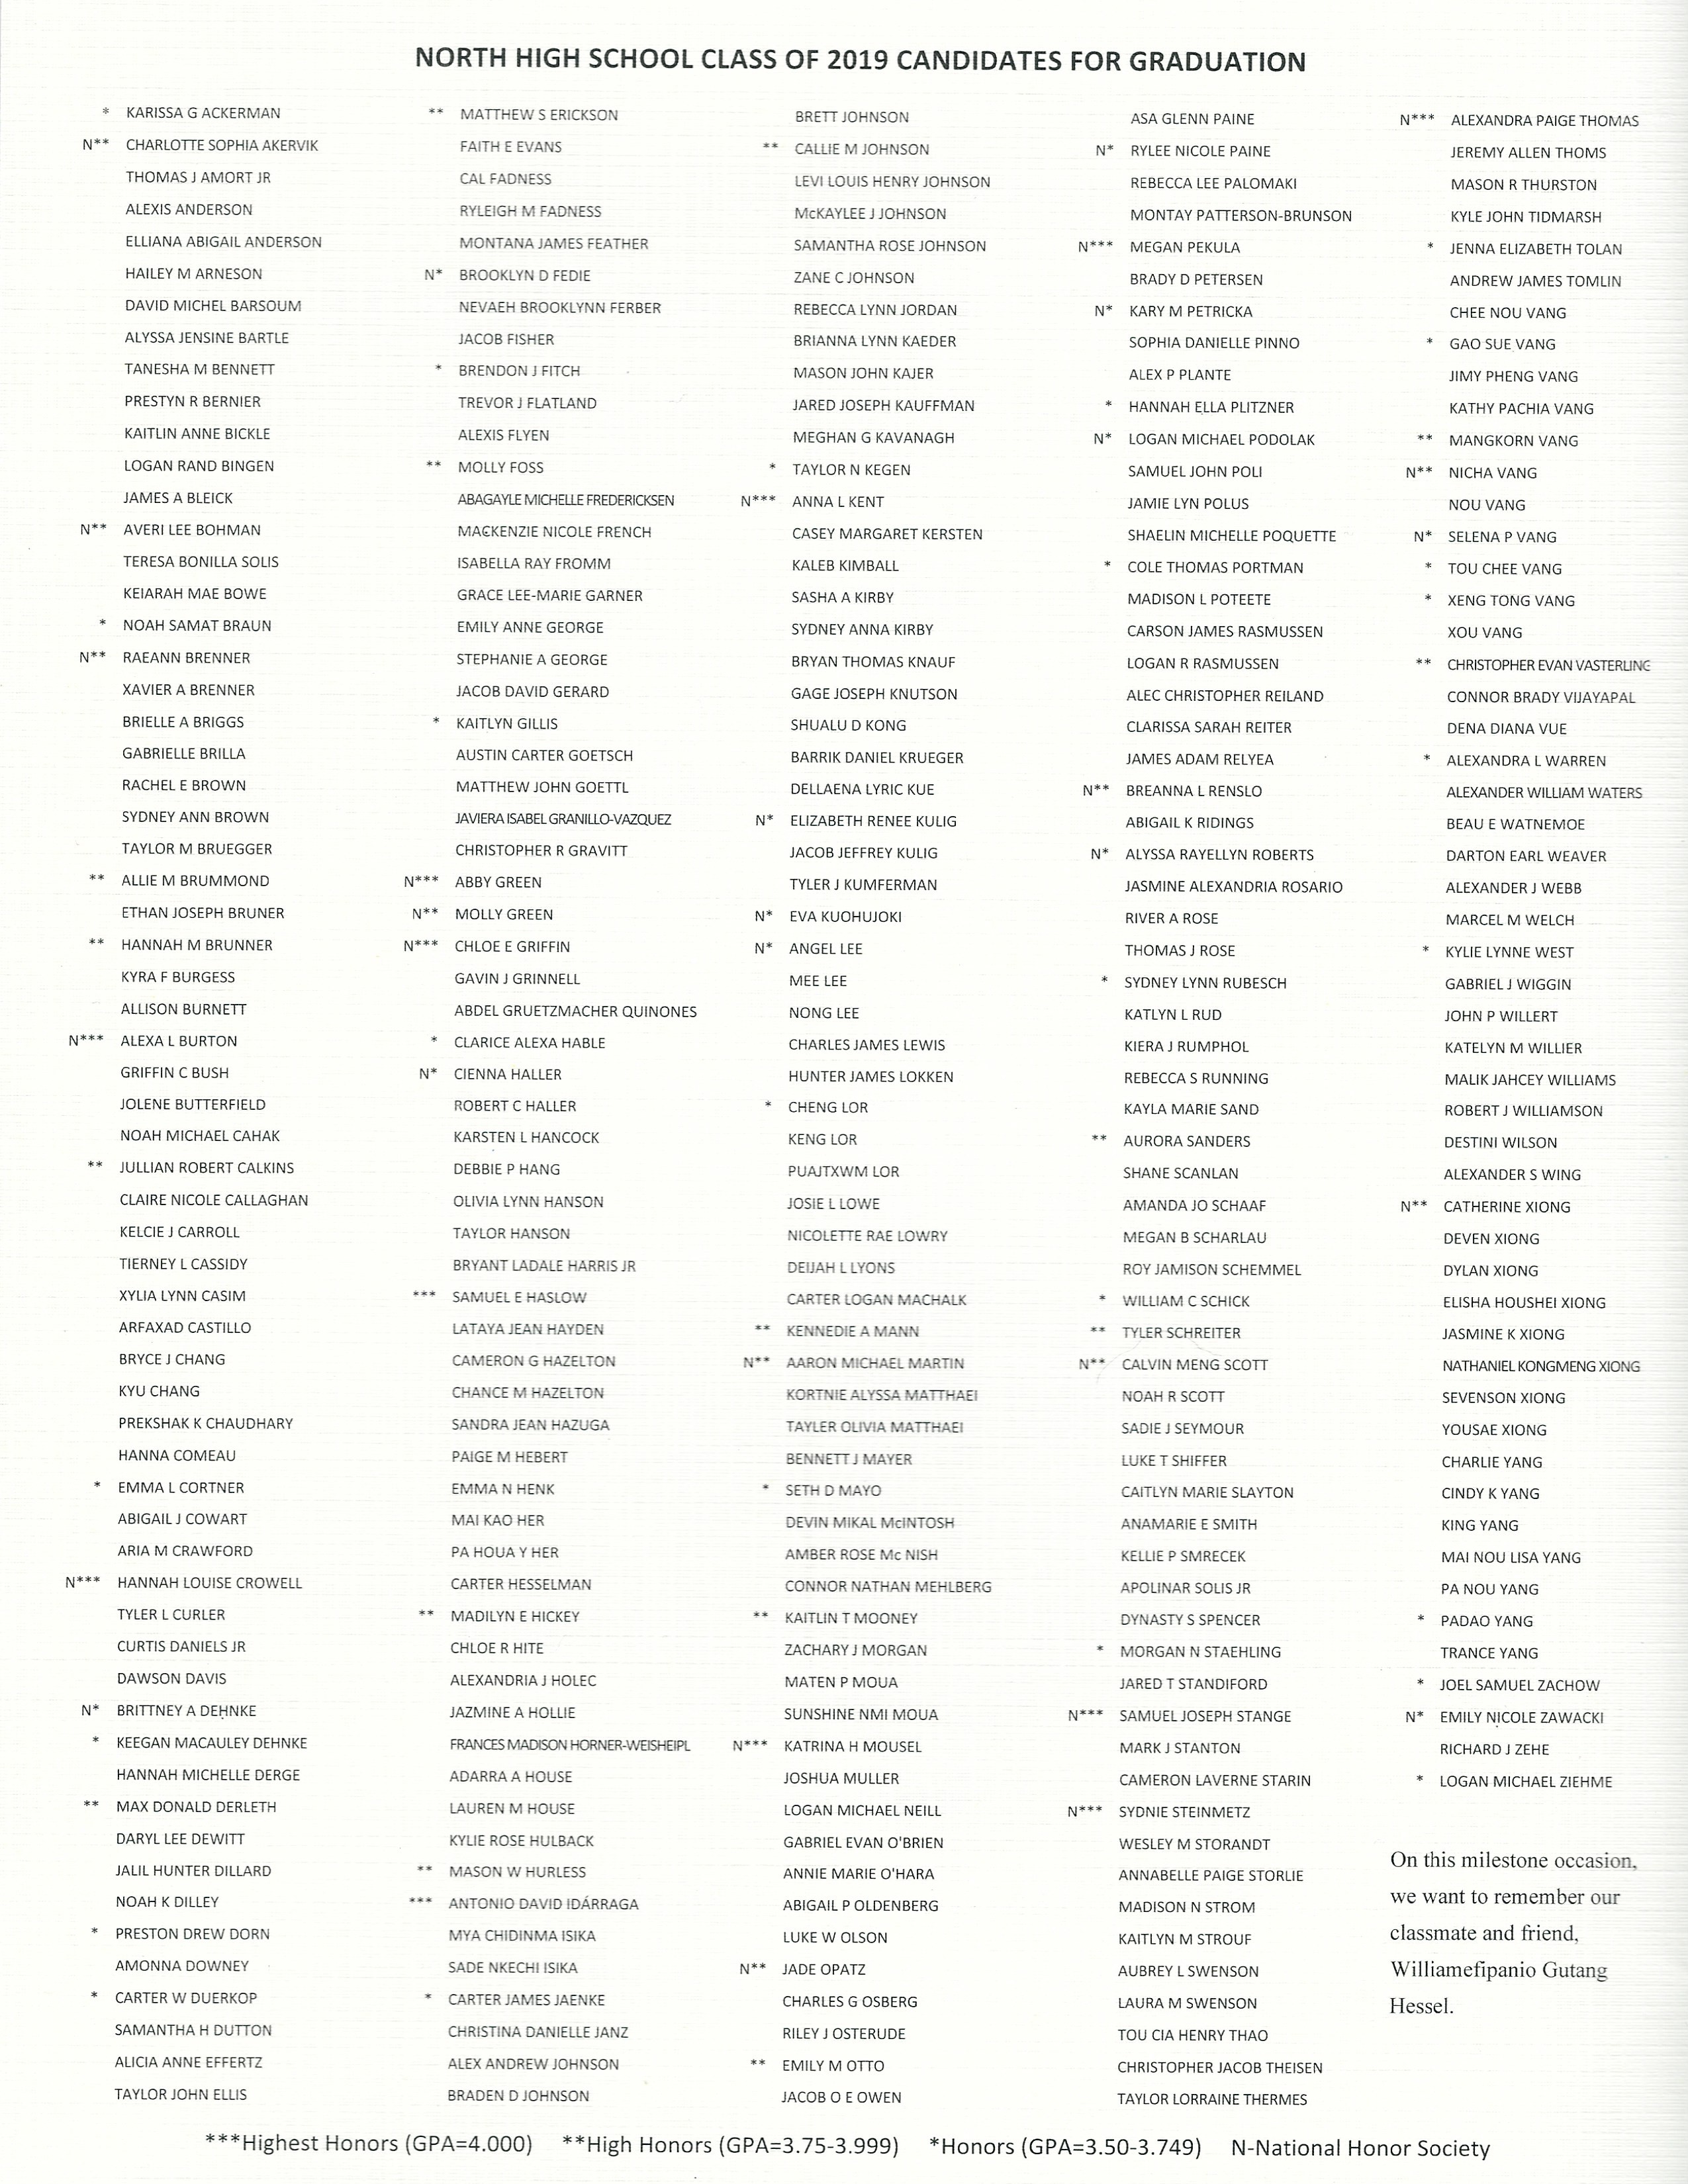 NORTH HIGH SCHOOL CLASS OF 2019 CANDIDATES FOR GRADUATION
* KARISSA G ACKERMAN
N** CHARLOTTE SOPHIA AKERVIK
THOMAS J AMORT JR
ALEXIS ANDERSON
ELLIANA ABIGAIL ANDERSON
HAILEY M ARNESON
DAVID MICHEL BARSOUM
ALYSSA JENSINE BARTLE
TANESHA M BENNETT
PRESTYN R BERNIER
KAITLIN ANNE BICKLE
LOGAN RAND BINGEN
JAMES A BLEICK
N** AVERI LEE BOHMAN
TERESA BONILLA SOLIS
KEIARAH MAE BOWE
* NOAH SAMAT BRAUN
N** RAEANN BRENNER
XAVIER A BRENNER
BRIELLE A BRIGGS
GABRIELLE BRILLA
RACHEL E BROWN
SYDNEY ANN BROWN
TAYLOR M BRUEGGER
** ALLIE M BRUMMOND
ETHAN JOSEPH BRUNER
** HANNAH M BRUNNER
KYRA F BURGESS
ALLISON BURNETT
N*** ALEXA L BURTON
GRIFFIN C BUSH
JOLENE BUTTERFIELD
NOAH MICHAEL CAHAK
** JULLIAN ROBERT CALKINS
CLAIRE NICOLE CALLAGHAN
KELCIE J CARROLL
TIERNEY L CASSIDY
XYLIA LYNN CASIM
ARFAXAD CASTILLO
BRYCE J CHANG
KYU CHANG
PREKSHAK K CHAUDHARY
HANNA COMEAU
* EMMA L CORTNER
ABIGAIL J COWART
ARIA M CRAWFORD
N*** HANNAH LOUISE CROWELL
TYLER L CURLER
CURTIS DANIELS JR
DAWSON DAVIS
N* BRITTNEY A DEHNKE
* KEEGAN MACAULEY DEHNKE
HANNAH MICHELLE DERGE
** MAX DONALD DERLETH
DARYL LEE DEWITT
JALIL HUNTER DILLARD
NOAH K DILLEY
* PRESTON DREW DORN
AMONNA DOWNEY
* CARTER W DUERKOP
SAMANTHA H DUTTON
ALICIA ANNE EFFERTZ
TAYLOR JOHN ELLIS
** MATTHEW S ERICKSON
FAITH E EVANS
CAL FADNESS
RYLEIGH M FADNESS
MONTANA JAMES FEATHER
N* BROOKLYN D FEDIE
NEVAEH BROOKLYNN FERBER
JACOB FISHER
* BRENDON J FITCH
TREVOR J FLATLAND
ALEXIS FLYEN
** MOLLY FOSS
ABAGAYLE MICHELLE FREDERICKSEN
MACKENZIE NICOLE FRENCH
ISABELLA RAY FROMM
GRACE LEE-MARIE GARNER
EMILY ANNE GEORGE
STEPHANIE A GEORGE
JACOB DAVID GERARD
* KAITLYN GILLIS
AUSTIN CARTER GOETSCH
MATTHEW JOHN GOETTL
JAVIERA ISABEL GRANILLO-VAZQUEZ
CHRISTOPHER R GRAVITT
N*** ABBY GREEN
N** MOLLY GREEN
N*** CHLOE E GRIFFIN
GAVIN J GRINNELL
ABDEL GRUETZMACHER QUINONES
* CLARICE ALEXA HABLE
N* CIENNA HALLER
ROBERT C HALLER
KARSTEN L HANCOCK
DEBBIE P HANG
OLIVIA LYNN HANSON
TAYLOR HANSON
BRYANT LADALE HARRIS JR
*** SAMUEL E HASLOW
LATAYA JEAN HAYDEN
CAMERON G HAZELTON
CHANCE M HAZELTON
SANDRA JEAN HAZUGA
PAIGE M HEBERT
EMMA N HENK
MAI KAO HER
PA HOUA Y HER
CARTER HESSELMAN
** MADILYN E HICKEY
CHLOE R HITE
ALEXANDRIA J HOLEC
JAZMINE A HOLLIE
FRANCES MADISON HORNER-WEISHEIPL
ADARRA A HOUSE
LAUREN M HOUSE
KYLIE ROSE HULBACK
** MASON W HURLESS
*** ANTONIO DAVID IDÁRRAGA
MYA CHIDINMA ISIKA
SADE NKECHI ISIKA
* CARTER JAMES JAENKE
CHRISTINA DANIELLE JANZ
ALEX ANDREW JOHNSON
BRADEN D JOHNSON
BRETT JOHNSON
** CALLIE M JOHNSON
LEVI LOUIS HENRY JOHNSON
McKAYLEE J JOHNSON
SAMANTHA ROSE JOHNSON
ZANE C JOHNSON
REBECCA LYNN JORDAN
BRIANNA LYNN KAEDER
MASON JOHN KAJER
JARED JOSEPH KAUFFMAN
MEGHAN G KAVANAGH
* TAYLOR N KEGEN
N*** ANNA L KENT
CASEY MARGARET KERSTEN
KALEB KIMBALL
SASHA A KIRBY
SYDNEY ANNA KIRBY
BRYAN THOMAS KNAUF
GAGE JOSEPH KNUTSON
SHUALU D KONG
BARRIK DANIEL KRUEGER
DELLAENA LYRIC KUE
N* ELIZABETH RENEE KULIG
JACOB JEFFREY KULIG
TYLER J KUMFERMAN
N* EVA KUOHUJOKI
N* ANGEL LEE
MEE LEE
NONG LEE
CHARLES JAMES LEWIS
HUNTER JAMES LOKKEN
* CHENG LOR
KENG LOR
PUAJTXWM LOR
JOSIE L LOWE
NICOLETTE RAE LOWRY
DEIJAH L LYONS
CARTER LOGAN MACHALK
** KENNEDIE A MANN
N** AARON MICHAEL MARTIN
KORTNIE ALYSSA MATTHAEI
TAYLER OLIVIA MATTHAEI
BENNETT J MAYER
* SETH D MAYO
DEVIN MIKAL McINTOSH
AMBER ROSE Mc NISH
CONNOR NATHAN MEHLBERG
** KAITLIN T MOONEY
ZACHARY J MORGAN
MATEN P MOUA
SUNSHINE NMI MOUA
N*** KATRINA H MOUSEL
JOSHUA MULLER
LOGAN MICHAEL NEILL
GABRIEL EVAN O'BRIEN
ANNIE MARIE O'HARA
ABIGAIL P OLDENBERG
LUKE W OLSON
N** JADE OPATZ
CHARLES G OSBERG
RILEY J OSTERUDE
** EMILY M OTTO
JACOB O E OWEN
ASA GLENN PAINE
N* RYLEE NICOLE PAINE
REBECCA LEE PALOMAKI
MONTAY PATTERSON-BRUNSON
N*** MEGAN PEKULA
BRADY D PETERSEN
N* KARY M PETRICKA
SOPHIA DANIELLE PINNO
ALEX P PLANTE
* HANNAH ELLA PLITZNER
N* LOGAN MICHAEL PODOLAK
SAMUEL JOHN POLI
JAMIE LYN POLUS
SHAELIN MICHELLE POQUETTE
* COLE THOMAS PORTMAN
MADISON L POTEETE
CARSON JAMES RASMUSSEN
LOGAN R RASMUSSEN
ALEC CHRISTOPHER REILAND
CLARISSA SARAH REITER
JAMES ADAM RELYEA
N** BREANNA L RENSLO
ABIGAIL K RIDINGS
N* ALYSSA RAYELLYN ROBERTS
JASMINE ALEXANDRIA ROSARIO
RIVER A ROSE
THOMAS J ROSE
* SYDNEY LYNN RUBESCH
KATLYN L RUD
KIERA J RUMPHOL
REBECCA S RUNNING
KAYLA MARIE SAND
** AURORA SANDERS
SHANE SCANLAN
AMANDA JO SCHAAF
MEGAN B SCHARLAU
ROY JAMISON SCHEMMEL
* WILLIAM C SCHICK
** TYLER SCHREITER
N** CALVIN MENG SCOTT
NOAH R SCOTT
SADIE J SEYMOUR
LUKE T SHIFFER
CAITLYN MARIE SLAYTON
ANAMARIE E SMITH
KELLIE P SMRECEK
APOLINAR SOLIS JR
DYNASTY S SPENCER
* MORGAN N STAEHLING
JARED T STANDIFORD
N*** SAMUEL JOSEPH STANGE
MARK J STANTON
CAMERON LAVERNE STARIN
N*** SYDNIE STEINMETZ
WESLEY M STORANDT
ANNABELLE PAIGE STORLIE
MADISON N STROM
KAITLYN M STROUF
AUBREY L SWENSON
LAURA M SWENSON
TOU CIA HENRY THAO
CHRISTOPHER JACOB THEISEN
TAYLOR LORRAINE THERMES
N*** ALEXANDRA PAIGE THOMAS
JEREMY ALLEN THOMS
MASON R THURSTON
KYLE JOHN TIDMARSH
* JENNA ELIZABETH TOLAN
ANDREW JAMES TOMLIN
CHEE NOU VANG
* GAO SUE VANG
JIMY PHENG VANG
KATHY PACHIA VANG
** MANGKORN VANG
N** NICHA VANG
NOU VANG
N* SELENA P VANG
* TOU CHEE VANG
* XENG TONG VANG
XOU VANG
** CHRISTOPHER EVAN VASTERLING
CONNOR BRADY VIJAYAPAL
DENA DIANA VUE
* ALEXANDRA L WARREN
ALEXANDER WILLIAM WATERS
BEAU E WATNEMOE
DARTON EARL WEAVER
ALEXANDER J WEBB
MARCEL M WELCH
* KYLIE LYNNE WEST
GABRIEL J WIGGIN
JOHN P WILLERT
KATELYN M WILLIER
MALIK JAHCEY WILLIAMS
ROBERT J WILLIAMSON
DESTINI WILSON
ALEXANDER S WING
N** CATHERINE XIONG
DEVEN XIONG
DYLAN XIONG
ELISHA HOUSHEI XIONG
JASMINE K XIONG
NATHANIEL KONGMENG XIONG
SEVENSON XIONG
YOUSAE XIONG
CHARLIE YANG
CINDY K YANG
KING YANG
MAI NOU LISA YANG
PA NOU YANG
* PADAO YANG
TRANCE YANG
* JOEL SAMUEL ZACHOW
N* EMILY NICOLE ZAWACKI
RICHARD J ZEHE
* LOGAN MICHAEL ZIEHME
On this milestone occasion,
we want to remember our
classmate and friend,
Williamefipanio Gutang
Hessel.
***Highest Honors (GPA=4.000) **High Honors (GPA=3.75-3.999) *Honors (GPA=3.50-3.749) N-National Honor Society